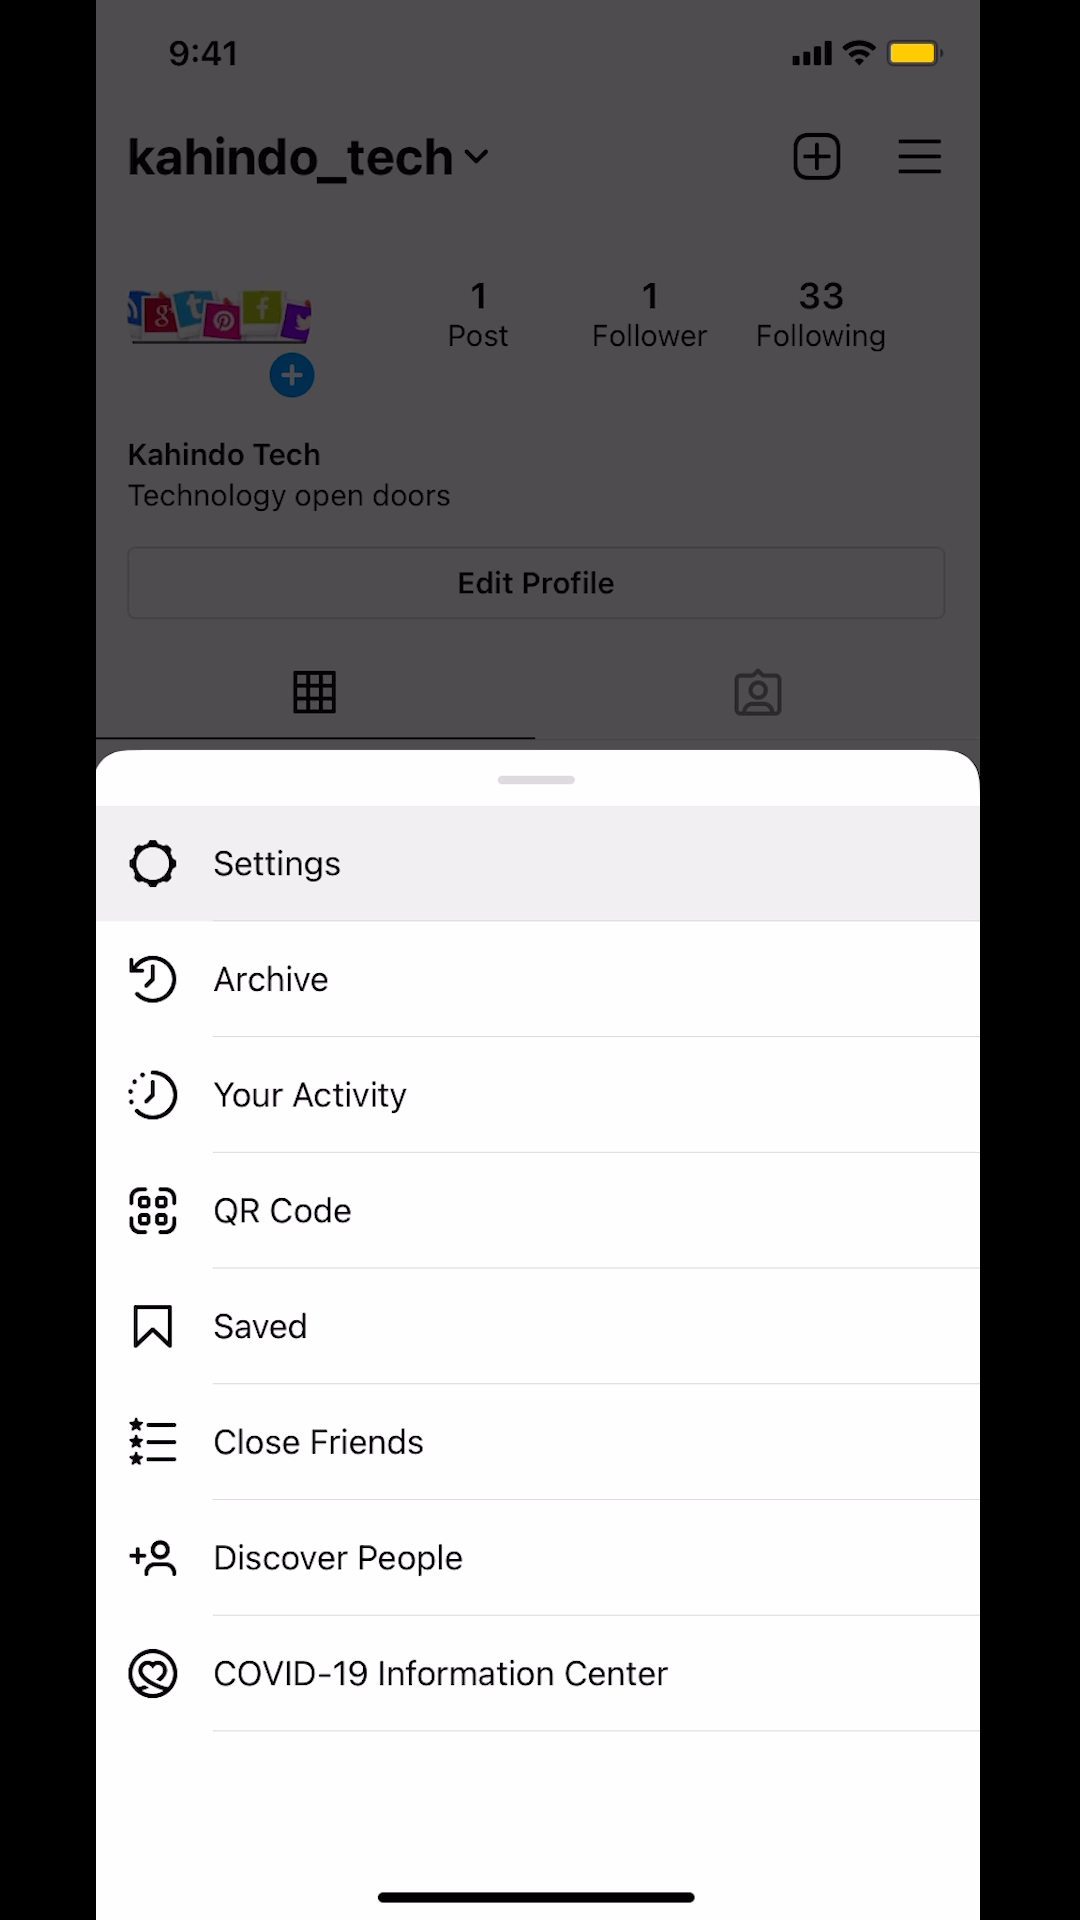 9:41
kahindo_tech
1 1 33
Post Follower Following
Kahindo Tech
Technology open doors
Edit Profile
Settings
Archive
Your Activity
QR Code
Saved
Close Friends
Discover People
COVID-19 Information Center